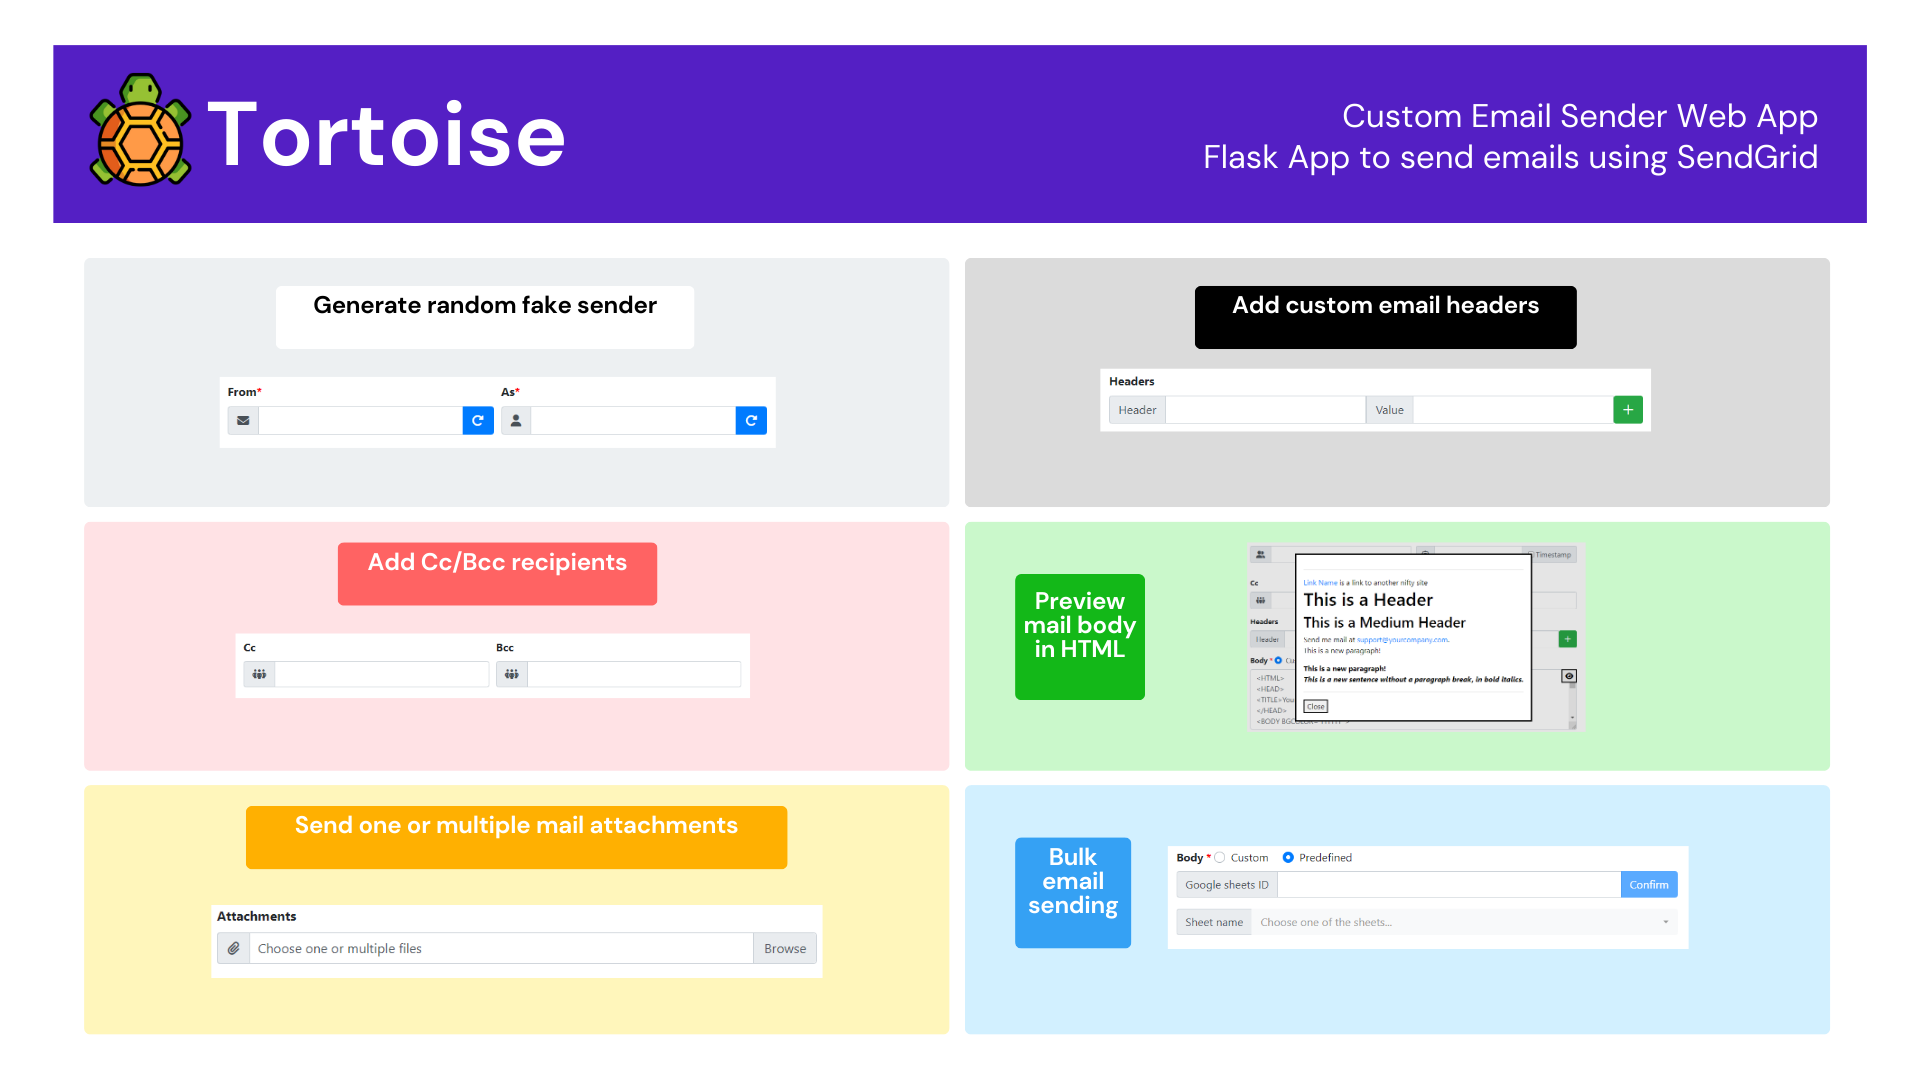 Tortoise
Custom Email Sender Web App
Flask App to send emails using SendGrid
Generate random fake sender
From*
As*
Add custom email headers
Headers
Header
Value
Add Cc/Bcc recipients
Cc
Bcc
Preview
mail body
in HTML
Timestamp
Cc
Headers
Header
Body *
<HTML>
<HEAD>
<TITLE>
</HEAD>
<BODY
Link Name is a link to another nifty site
This is a Header
This is a Medium Header
Send me mail at support@yourcompany.com.
This is a new paragraph!
This is a new paragraph!
This is a new sentence without a paragraph break, in bold italics.
Close
Send one or multiple mail attachments
Attachments
Choose one or multiple files
Browse
Bulk
email
sending
Body * Custom Predefined
Google sheets ID
Confirm
Sheet name
Choose one of the sheets...